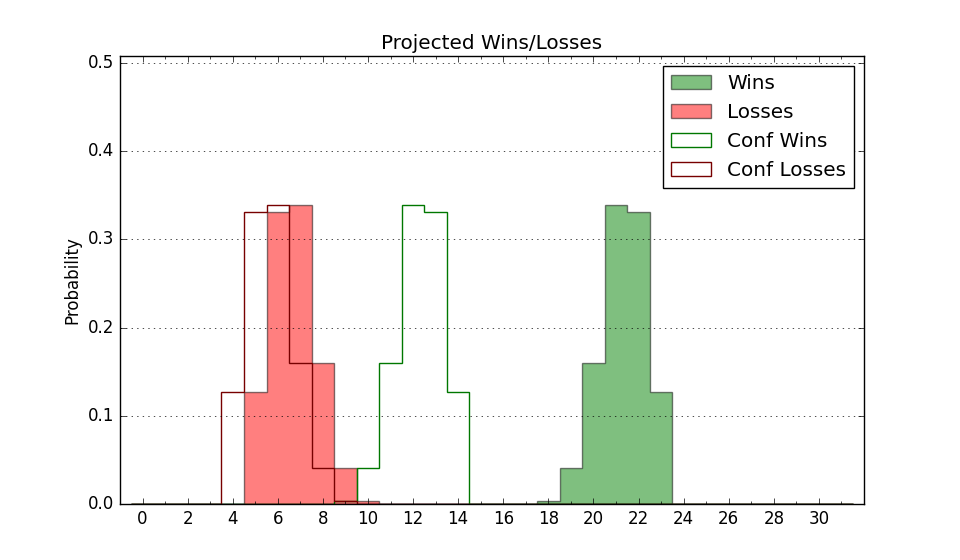 Projected Wins/Losses
0.5
0.4
0.3
0.2
0.1
0.0
Probability
Wins
Losses
Conf Wins
Conf Losses
0 2 4 6 8 10 12 14 16 18 20 22 24 26 28 30